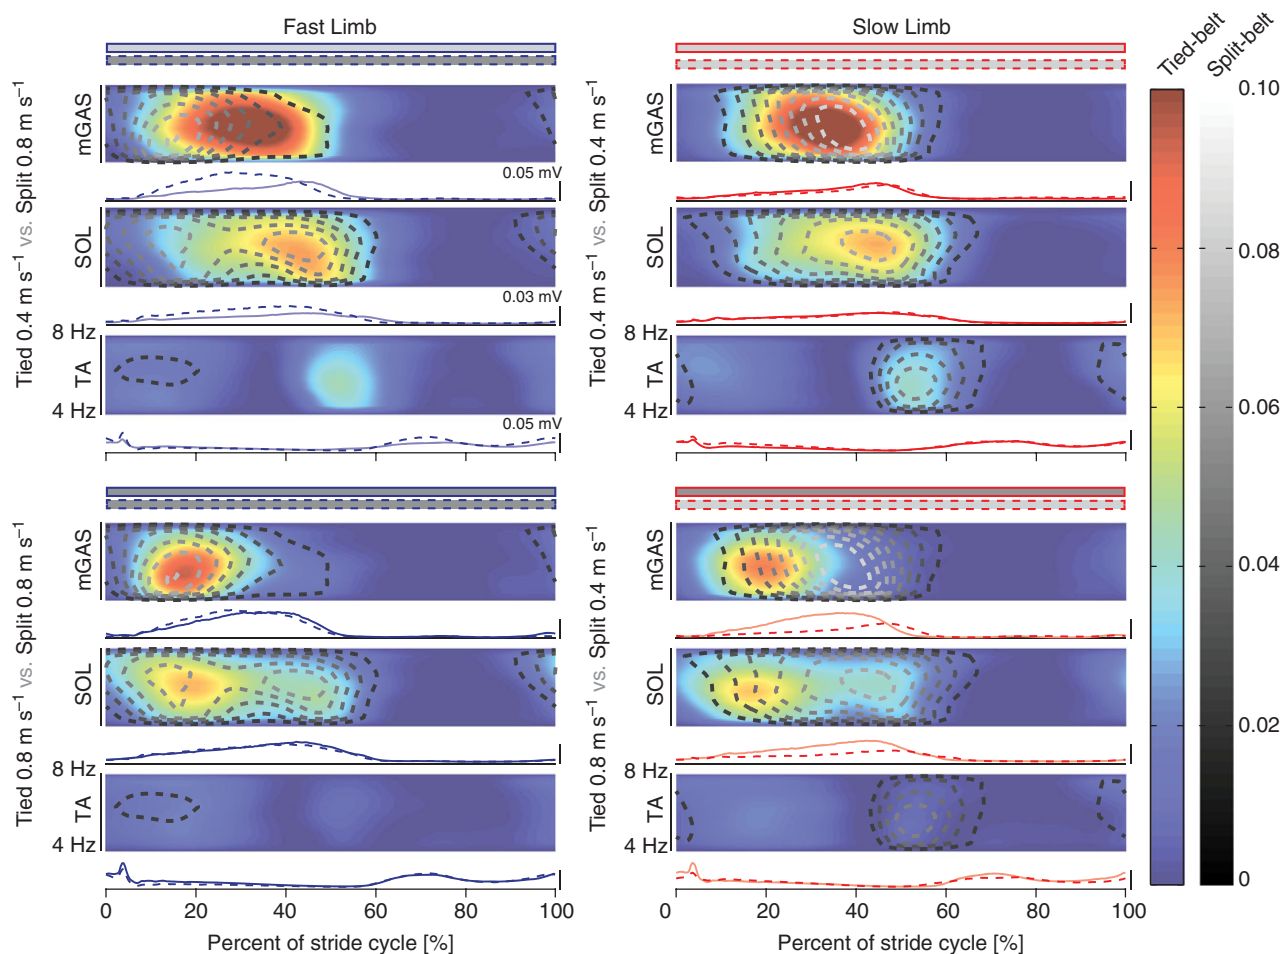 Fast Limb
Slow Limb
Tied-belt
Split-belt
Tied 0.4 m s⁻¹ vs. Split 0.8 m s⁻¹
mGAS
0.05 mV
SOL
0.03 mV
8 Hz
TA
4 Hz
0.05 mV
Tied 0.4 m s⁻¹ vs. Split 0.4 m s⁻¹
mGAS
SOL
8 Hz
TA
4 Hz
0.10
0.08
0.06
0.04
0.02
0
Tied 0.8 m s⁻¹ vs. Split 0.8 m s⁻¹
mGAS
SOL
8 Hz
TA
4 Hz
0 20 40 60 80 100
Percent of stride cycle [%]
Tied 0.8 m s⁻¹ vs. Split 0.4 m s⁻¹
mGAS
SOL
8 Hz
TA
4 Hz
0 20 40 60 80 100
Percent of stride cycle [%]